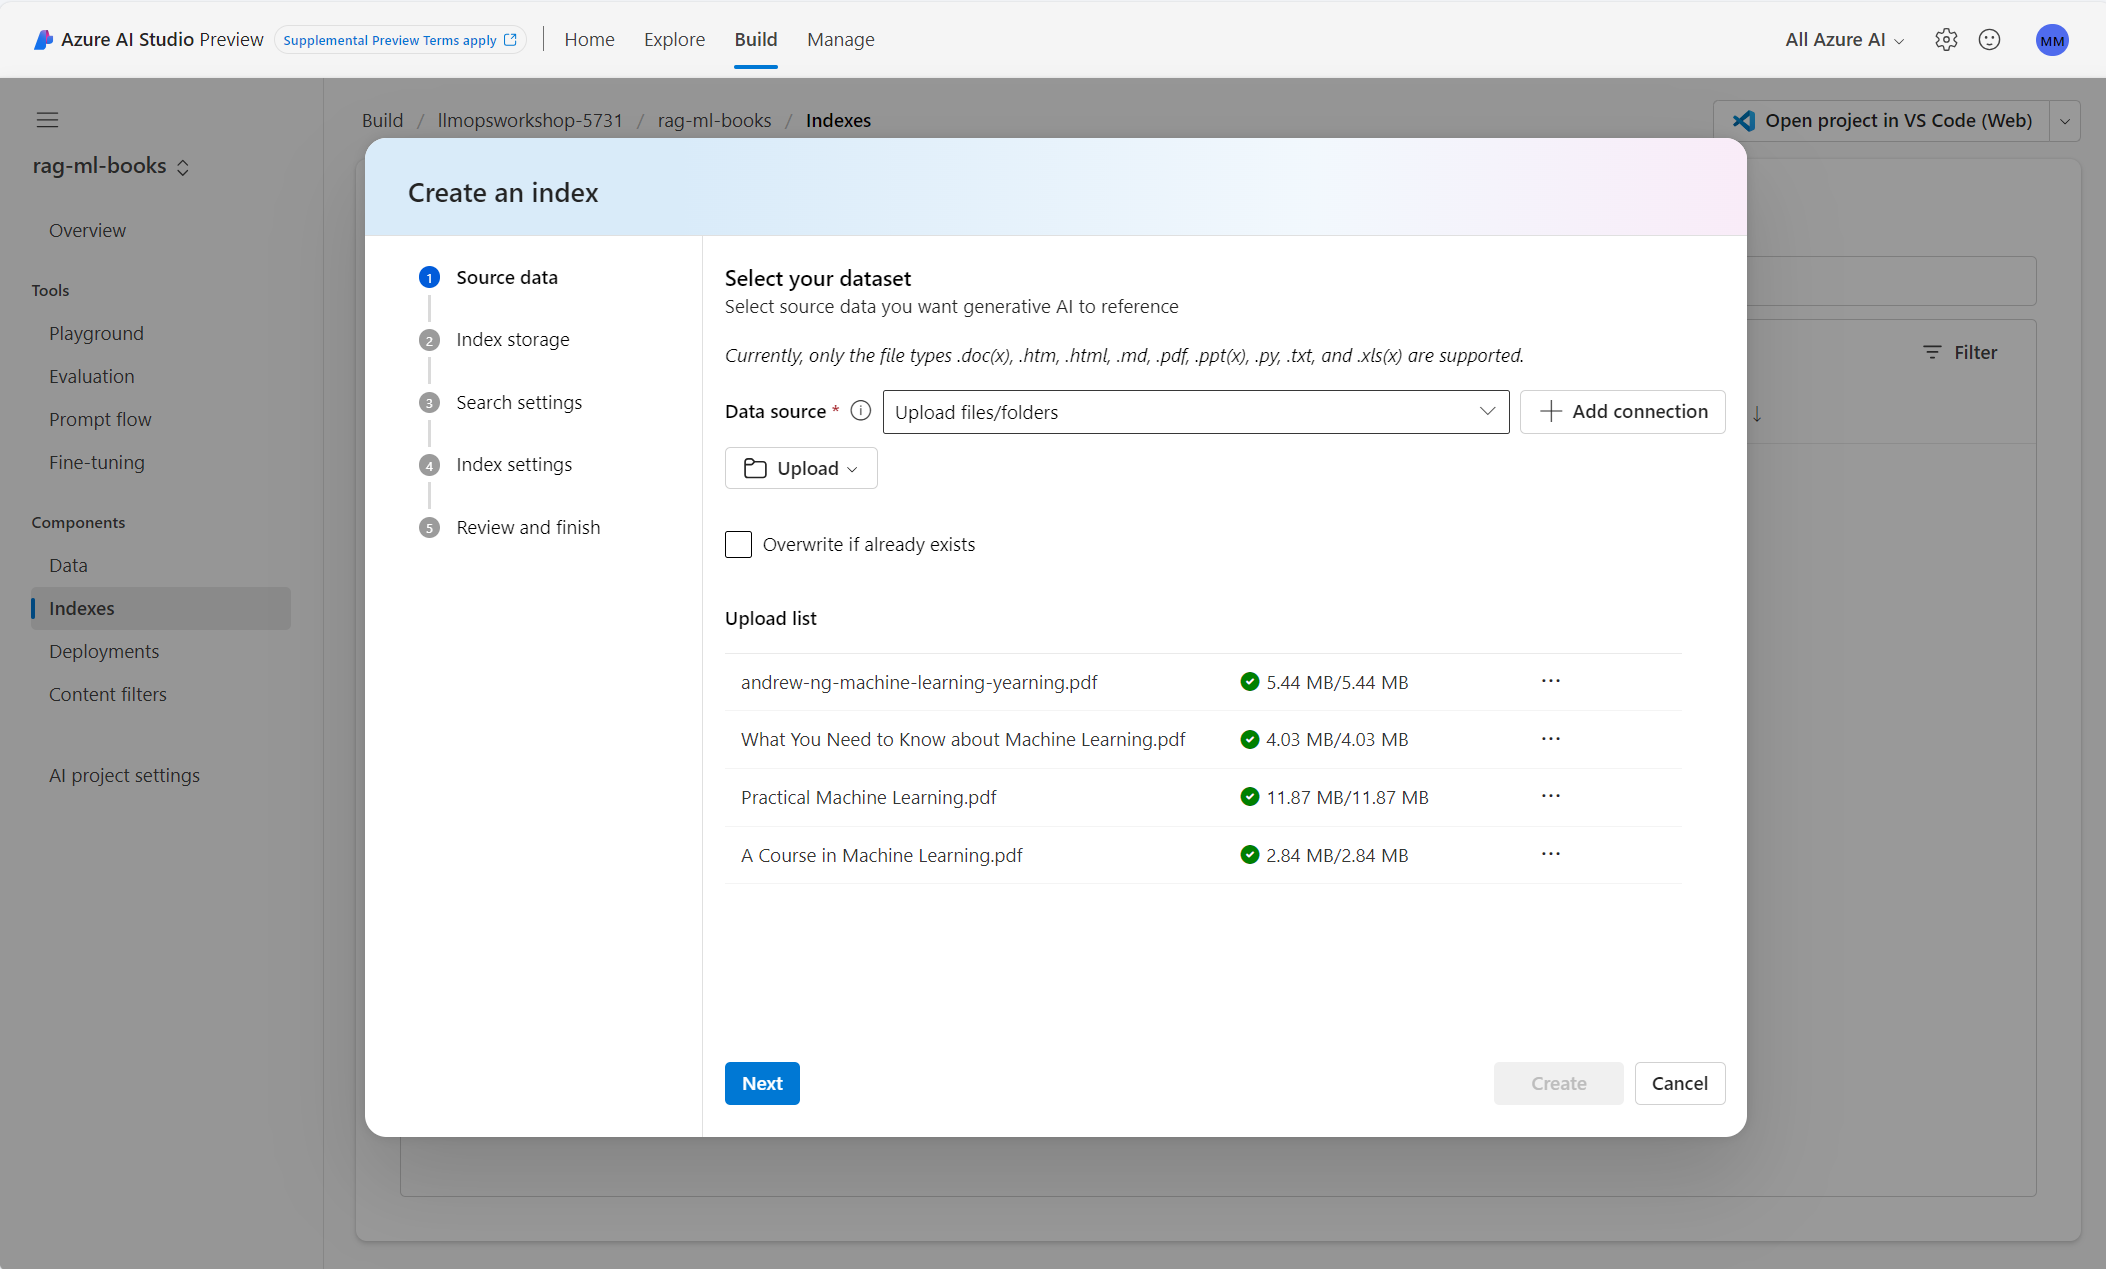 Azure AI Studio Preview
Supplemental Preview Terms apply
Home
Explore
Build
Manage
All Azure AI
MM
Build / llmopsworkshop-5731 / rag-ml-books / Indexes
Open project in VS Code (Web)
rag-ml-books
Overview
Tools
Playground
Evaluation
Prompt flow
Fine-tuning
Components
Data
Indexes
Deployments
Content filters
AI project settings
Filter
Create an index
1 Source data
2 Index storage
3 Search settings
4 Index settings
5 Review and finish
Select your dataset
Select source data you want generative AI to reference
Currently, only the file types .doc(x), .htm, .html, .md, .pdf, .ppt(x), .py, .txt, and .xls(x) are supported.
Data source * Upload files/folders
Add connection
Upload
Overwrite if already exists
Upload list
andrew-ng-machine-learning-yearning.pdf 5.44 MB/5.44 MB ...
What You Need to Know about Machine Learning.pdf 4.03 MB/4.03 MB ...
Practical Machine Learning.pdf 11.87 MB/11.87 MB ...
A Course in Machine Learning.pdf 2.84 MB/2.84 MB ...
Next
Create
Cancel